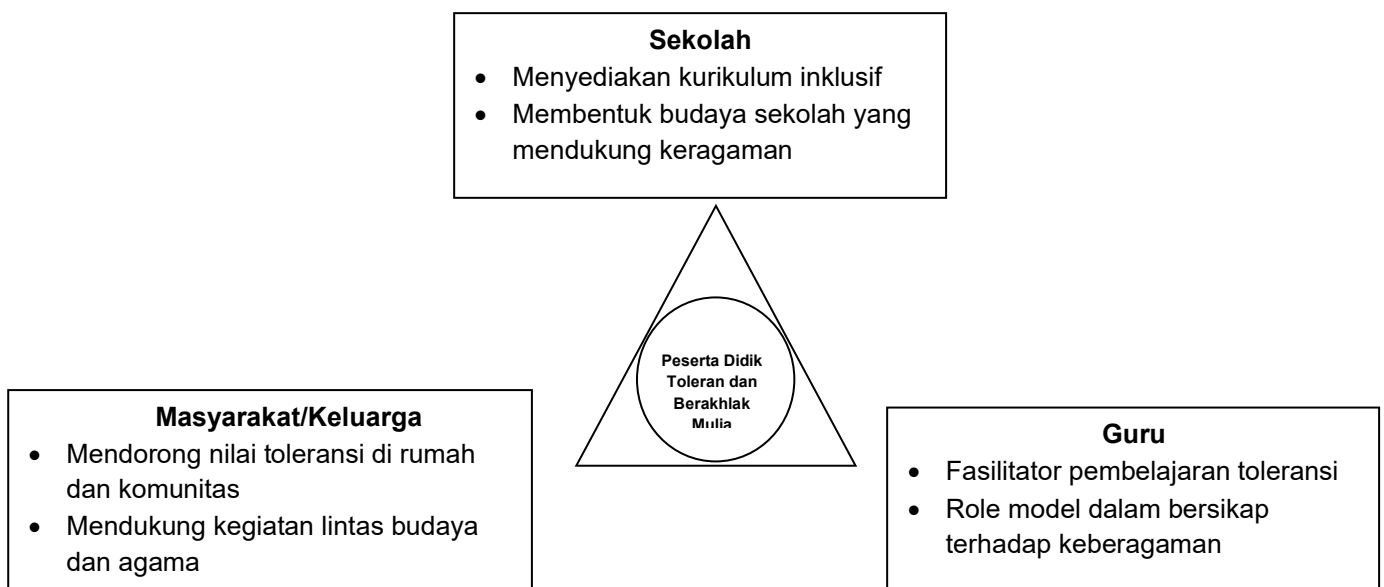 Sekolah
• Menyediakan kurikulum inklusif
• Membentuk budaya sekolah yang
mendukung keragaman
Peserta Didik
Toleran dan
Berakhlak
Mulia
Masyarakat/Keluarga
• Mendorong nilai toleransi di rumah
dan komunitas
• Mendukung kegiatan lintas budaya
dan agama
Guru
• Fasilitator pembelajaran toleransi
• Role model dalam bersikap
terhadap keberagaman